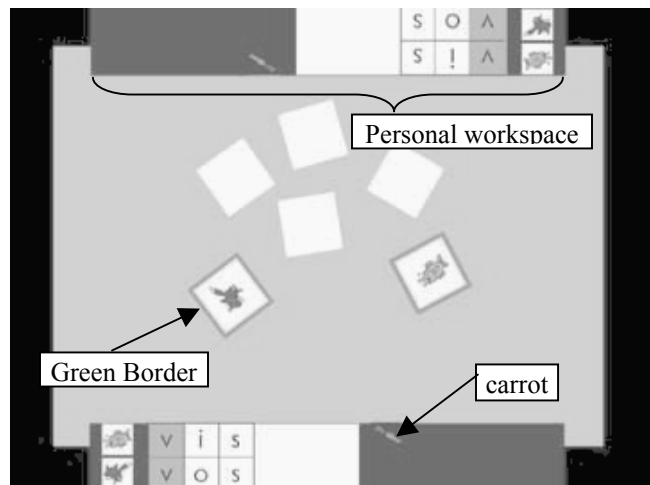 v i s
v o s
Personal workspace
Green Border
carrot
v i s
v o s